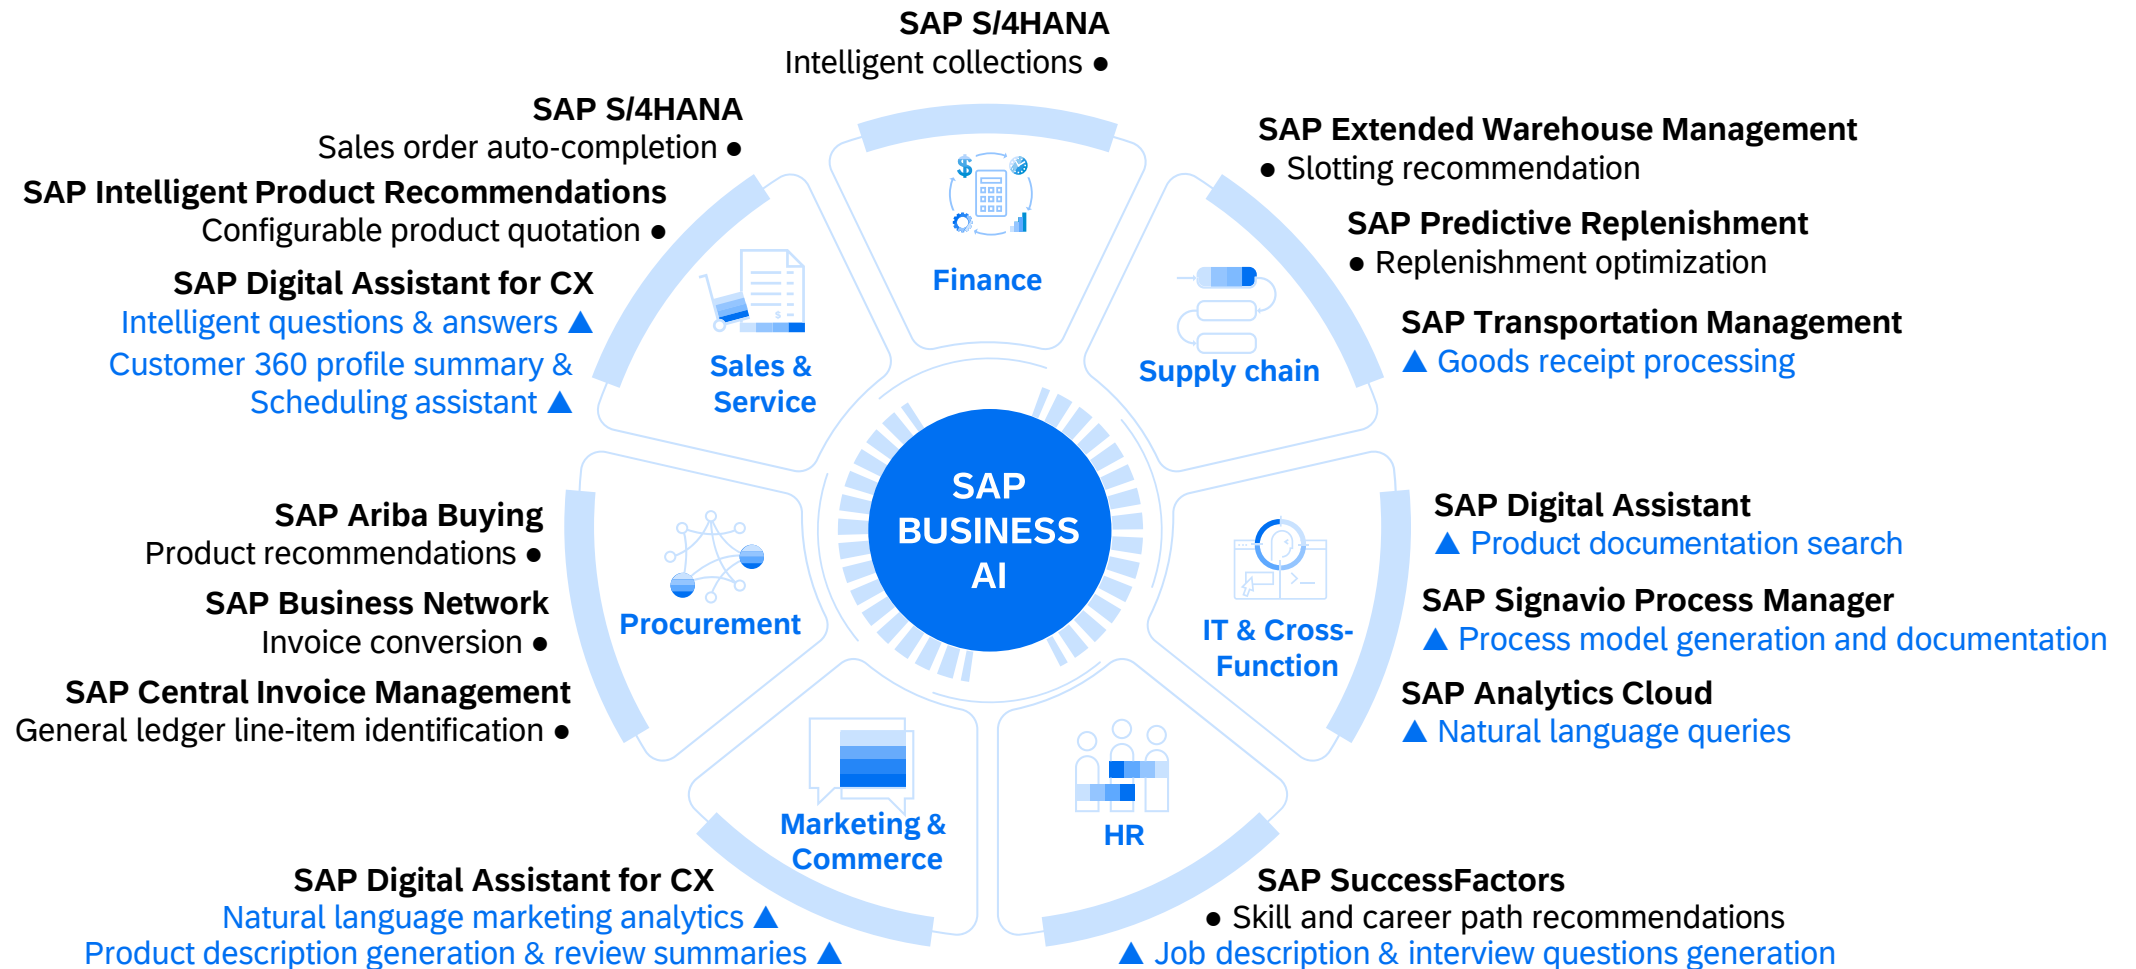 SAP S/4HANA
Intelligent collections ●
SAP S/4HANA
Sales order auto-completion ●
SAP Intelligent Product Recommendations
Configurable product quotation ●
SAP Digital Assistant for CX
Intelligent questions & answers ▲
Customer 360 profile summary &
Scheduling assistant ▲
SAP Extended Warehouse Management
● Slotting recommendation
SAP Predictive Replenishment
● Replenishment optimization
SAP Transportation Management
▲ Goods receipt processing
Finance
Sales &
Service
Supply chain
SAP
BUSINESS
AI
SAP Ariba Buying
Product recommendations ●
SAP Business Network
Invoice conversion ●
SAP Central Invoice Management
General ledger line-item identification ●
Procurement
IT & Cross-
Function
SAP Digital Assistant
▲ Product documentation search
SAP Signavio Process Manager
▲ Process model generation and documentation
SAP Analytics Cloud
▲ Natural language queries
Marketing &
Commerce
HR
SAP Digital Assistant for CX
Natural language marketing analytics ▲
Product description generation & review summaries ▲
SAP SuccessFactors
● Skill and career path recommendations
▲ Job description & interview questions generation